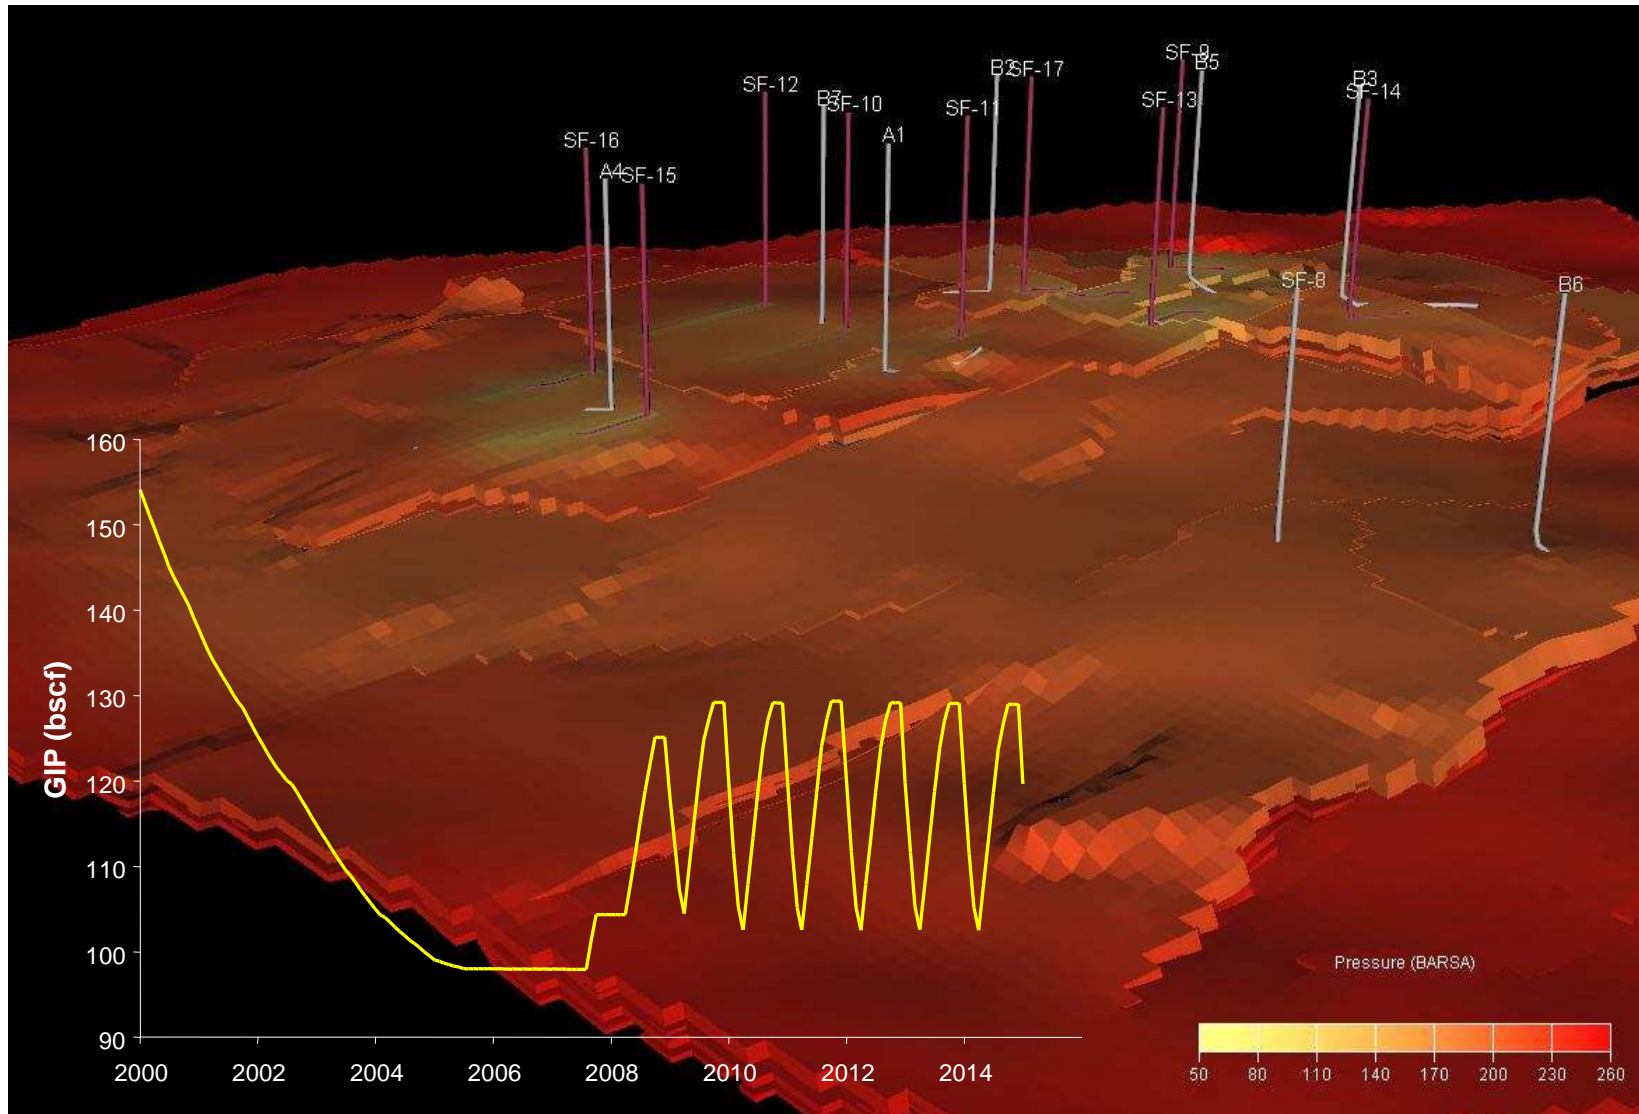 SF-9
B5
B2
SF-17
B3
SF-14
SF-12
B7
SF-10
SF-11
SF-13
SF-16
A1
A4
SF-15
SF-8
B6
160
150
140
130
120
110
100
90
GIP (bscf)
2000 2002 2004 2006 2008 2010 2012 2014
Pressure (BARSA)
50 80 110 140 170 200 230 260